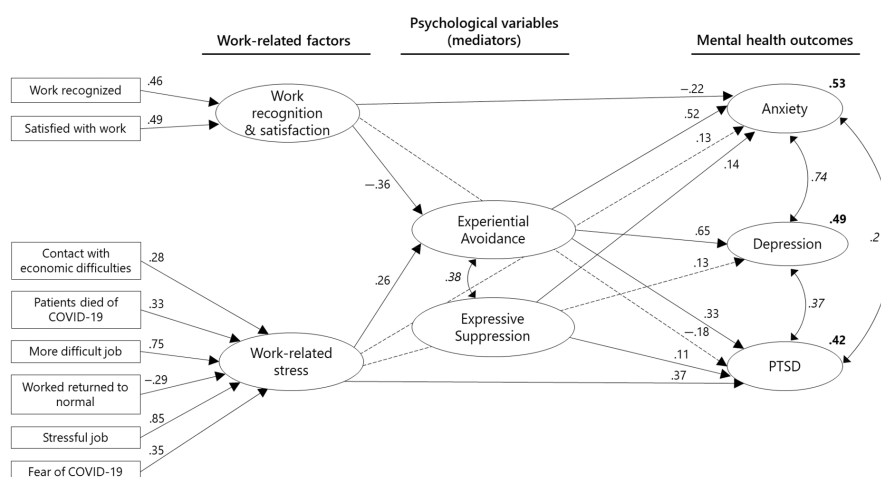 Psychological variables
(mediators)
Work-related factors
Mental health outcomes
Work recognized
.46
Satisfied with work
.49
Work
recognition
& satisfaction
−.22
.52
.13
.14
.53
Anxiety
−.36
.74
Experiential
Avoidance
.65
.49
Depression
.2
.13
Contact with
economic difficulties
.28
.26
.38
.37
Patients died of
COVID-19
.33
Expressive
Suppression
.33
−.18
.11
.37
.42
PTSD
More difficult job
.75
Work-related
stress
Worked returned to
normal
−.29
Stressful job
.85
Fear of COVID-19
.35